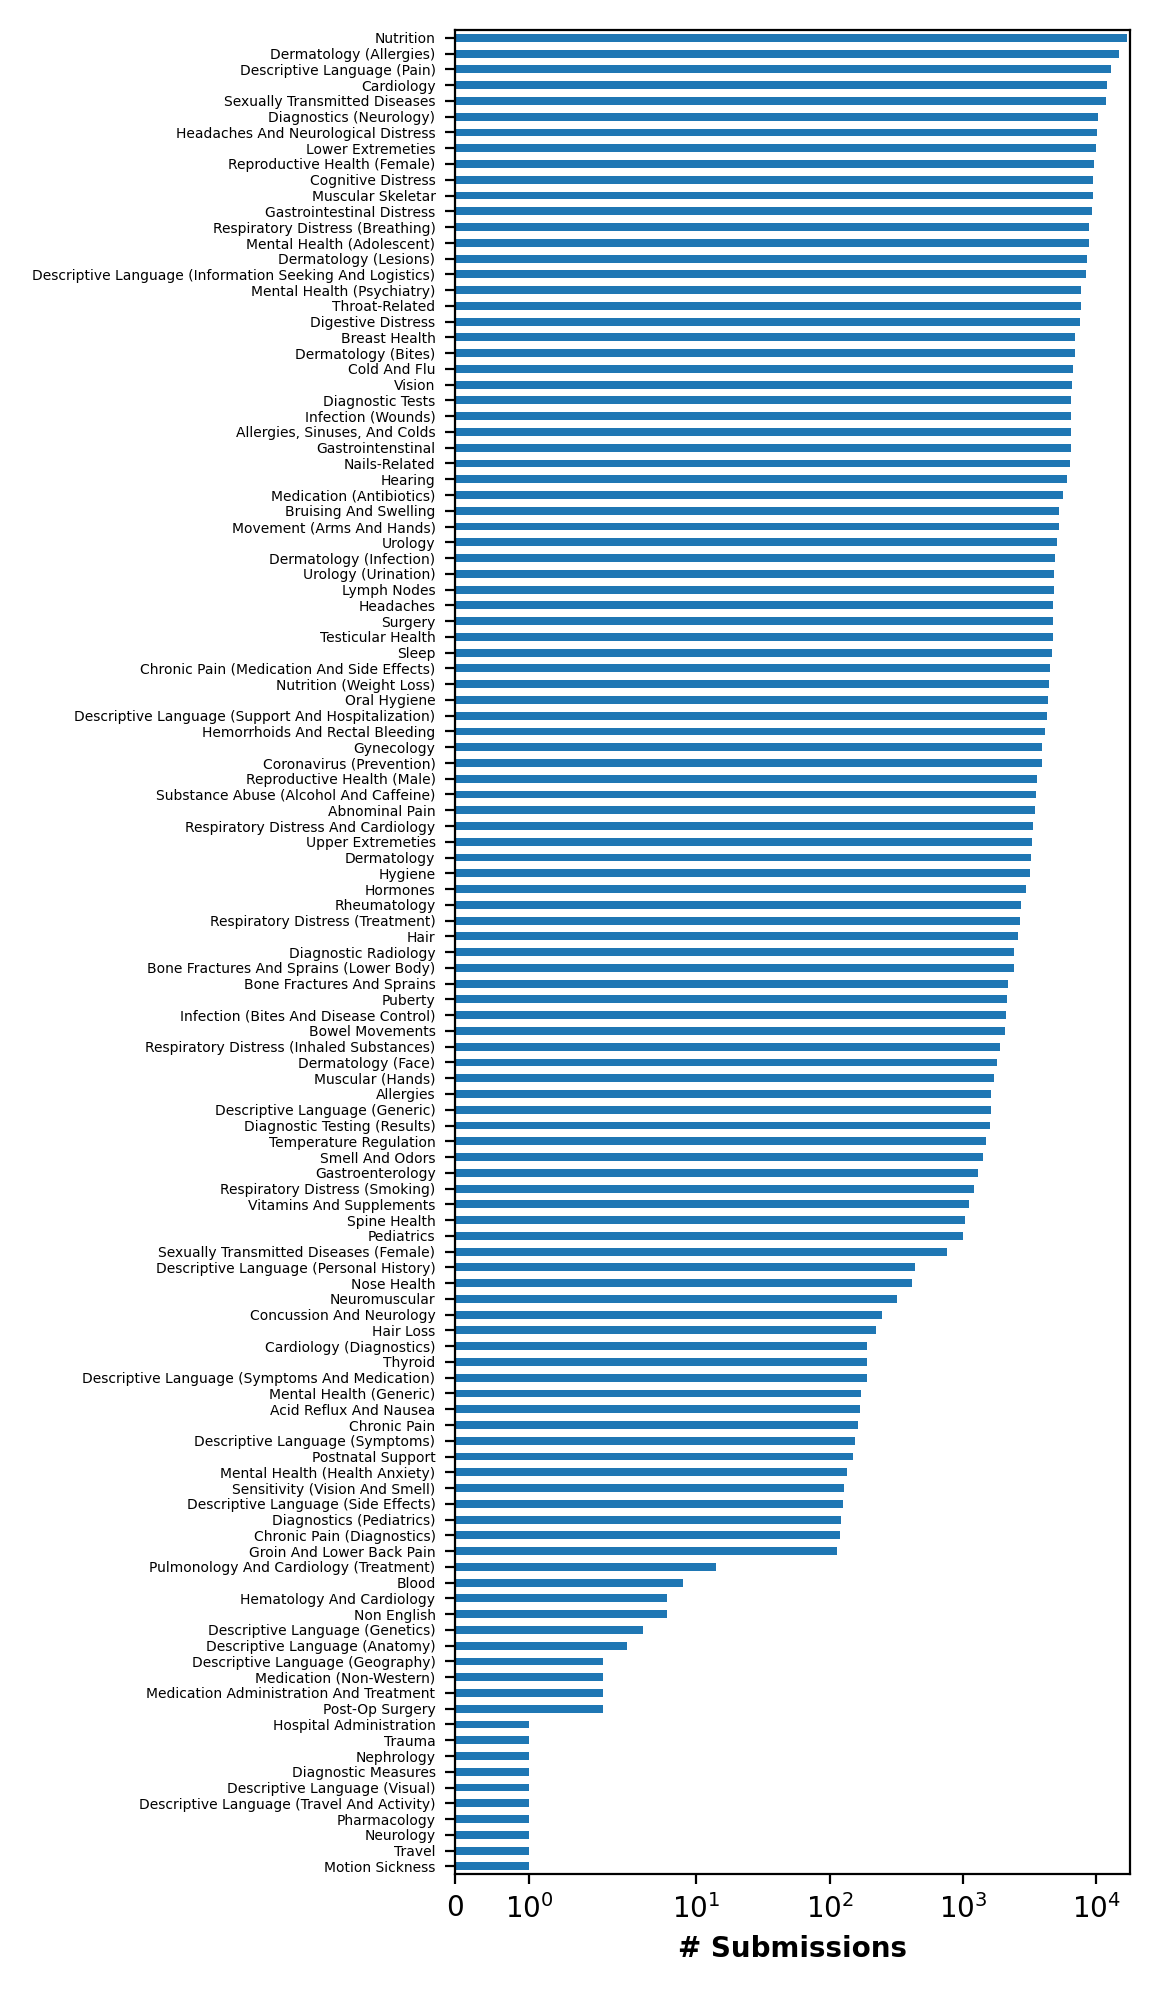 Nutrition
Dermatology (Allergies)
Descriptive Language (Pain)
Cardiology
Sexually Transmitted Diseases
Diagnostics (Neurology)
Headaches And Neurological Distress
Lower Extremeties
Reproductive Health (Female)
Cognitive Distress
Muscular Skeletar
Gastrointestinal Distress
Respiratory Distress (Breathing)
Mental Health (Adolescent)
Dermatology (Lesions)
Descriptive Language (Information Seeking And Logistics)
Mental Health (Psychiatry)
Throat-Related
Digestive Distress
Breast Health
Dermatology (Bites)
Cold And Flu
Vision
Diagnostic Tests
Infection (Wounds)
Allergies, Sinuses, And Colds
Gastrointenstinal
Nails-Related
Hearing
Medication (Antibiotics)
Bruising And Swelling
Movement (Arms And Hands)
Urology
Dermatology (Infection)
Urology (Urination)
Lymph Nodes
Headaches
Surgery
Testicular Health
Sleep
Chronic Pain (Medication And Side Effects)
Nutrition (Weight Loss)
Oral Hygiene
Descriptive Language (Support And Hospitalization)
Hemorrhoids And Rectal Bleeding
Gynecology
Coronavirus (Prevention)
Reproductive Health (Male)
Substance Abuse (Alcohol And Caffeine)
Abnominal Pain
Respiratory Distress And Cardiology
Upper Extremeties
Dermatology
Hygiene
Hormones
Rheumatology
Respiratory Distress (Treatment)
Hair
Diagnostic Radiology
Bone Fractures And Sprains (Lower Body)
Bone Fractures And Sprains
Puberty
Infection (Bites And Disease Control)
Bowel Movements
Respiratory Distress (Inhaled Substances)
Dermatology (Face)
Muscular (Hands)
Allergies
Descriptive Language (Generic)
Diagnostic Testing (Results)
Temperature Regulation
Smell And Odors
Gastroenterology
Respiratory Distress (Smoking)
Vitamins And Supplements
Spine Health
Pediatrics
Sexually Transmitted Diseases (Female)
Descriptive Language (Personal History)
Nose Health
Neuromuscular
Concussion And Neurology
Hair Loss
Cardiology (Diagnostics)
Thyroid
Descriptive Language (Symptoms And Medication)
Mental Health (Generic)
Acid Reflux And Nausea
Chronic Pain
Descriptive Language (Symptoms)
Postnatal Support
Mental Health (Health Anxiety)
Sensitivity (Vision And Smell)
Descriptive Language (Side Effects)
Diagnostics (Pediatrics)
Chronic Pain (Diagnostics)
Groin And Lower Back Pain
Pulmonology And Cardiology (Treatment)
Blood
Hematology And Cardiology
Non English
Descriptive Language (Genetics)
Descriptive Language (Anatomy)
Descriptive Language (Geography)
Medication (Non-Western)
Medication Administration And Treatment
Post-Op Surgery
Hospital Administration
Trauma
Nephrology
Diagnostic Measures
Descriptive Language (Visual)
Descriptive Language (Travel And Activity)
Pharmacology
Neurology
Travel
Motion Sickness
0 10⁰ 10¹ 10² 10³ 10⁴
# Submissions